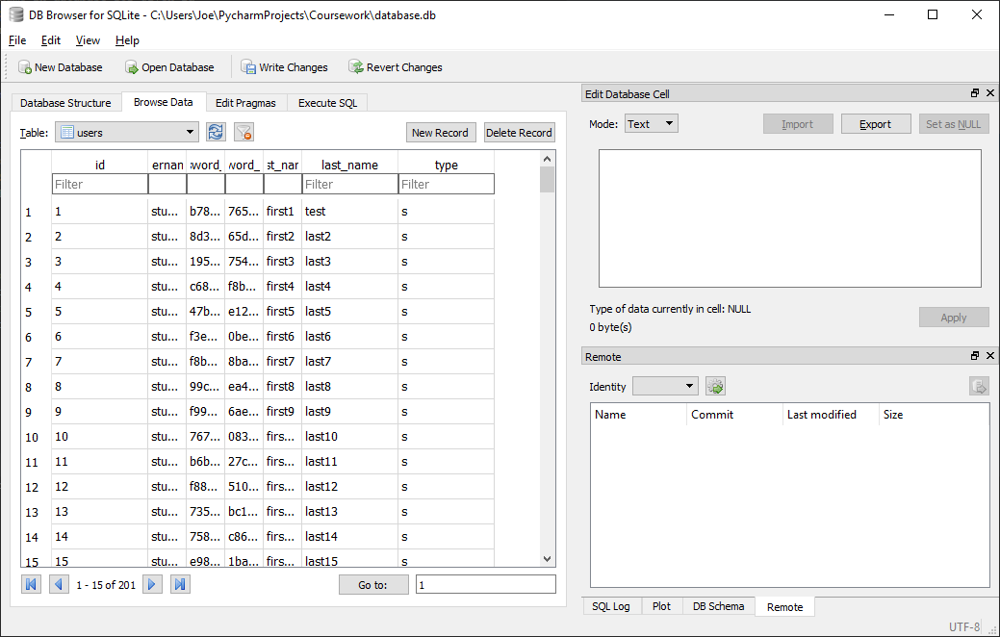 DB Browser for SQLite - C:\Users\Joe\PycharmProjects\Coursework\database.db
File Edit View Help
New Database Open Database Write Changes Revert Changes
Database Structure Browse Data Edit Pragmas Execute SQL
Table: users New Record Delete Record
id ernan word_ word_ st_nar last_name type
Filter Filter Filter
1 1 stu... b78... 765... first1 test s
2 2 stu... 8d3... 65d... first2 last2 s
3 3 stu... 195... 754... first3 last3 s
4 4 stu... c68... f8b... first4 last4 s
5 5 stu... 47b... e12... first5 last5 s
6 6 stu... f3e... 0be... first6 last6 s
7 7 stu... f8b... 8ba... first7 last7 s
8 8 stu... 99c... ea4... first8 last8 s
9 9 stu... f99... 6ae... first9 last9 s
10 10 stu... 767... 083... firs... last10 s
11 11 stu... b6b... 27c... firs... last11 s
12 12 stu... f88... 510... firs... last12 s
13 13 stu... 735... bc1... firs... last13 s
14 14 stu... 758... c86... firs... last14 s
15 15 stu... e98... 1ba... firs... last15 s
1 - 15 of 201 Go to: 1
Edit Database Cell
Mode: Text Import Export Set as NULL
Type of data currently in cell: NULL
0 byte(s)
Apply
Remote
Identity
Name Commit Last modified Size
SQL Log Plot DB Schema Remote
UTF-8